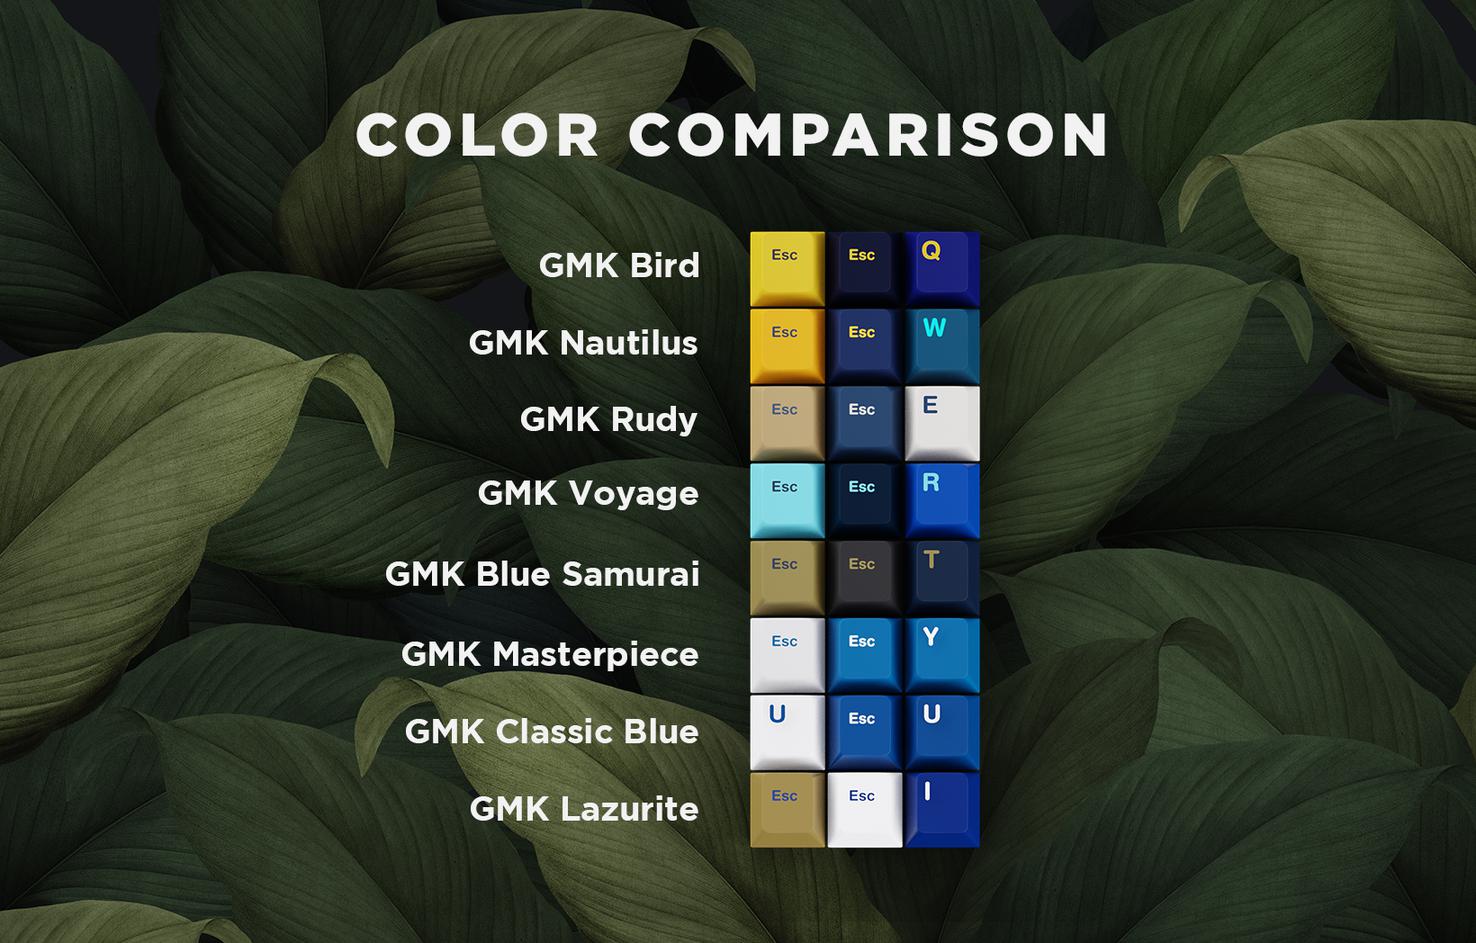 COLOR COMPARISON
GMK Bird Esc Esc Q
GMK Nautilus Esc Esc W
GMK Rudy Esc Esc E
GMK Voyage Esc Esc R
GMK Blue Samurai Esc Esc T
GMK Masterpiece Esc Esc Y
GMK Classic Blue U Esc U
GMK Lazurite Esc Esc I